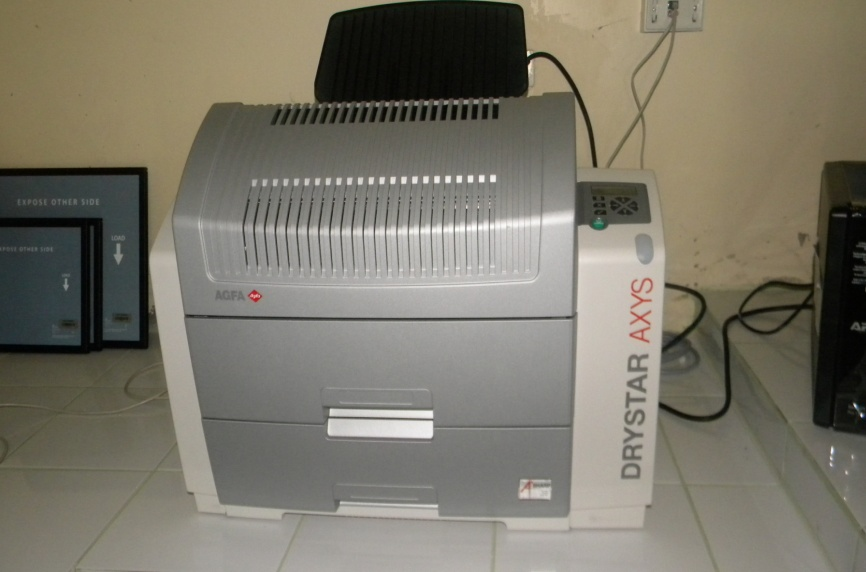 EXPOSE OTHER SIDE
LOAD
EXPOSE OTHER SIDE
AGFA
DRYSTAR AXYS